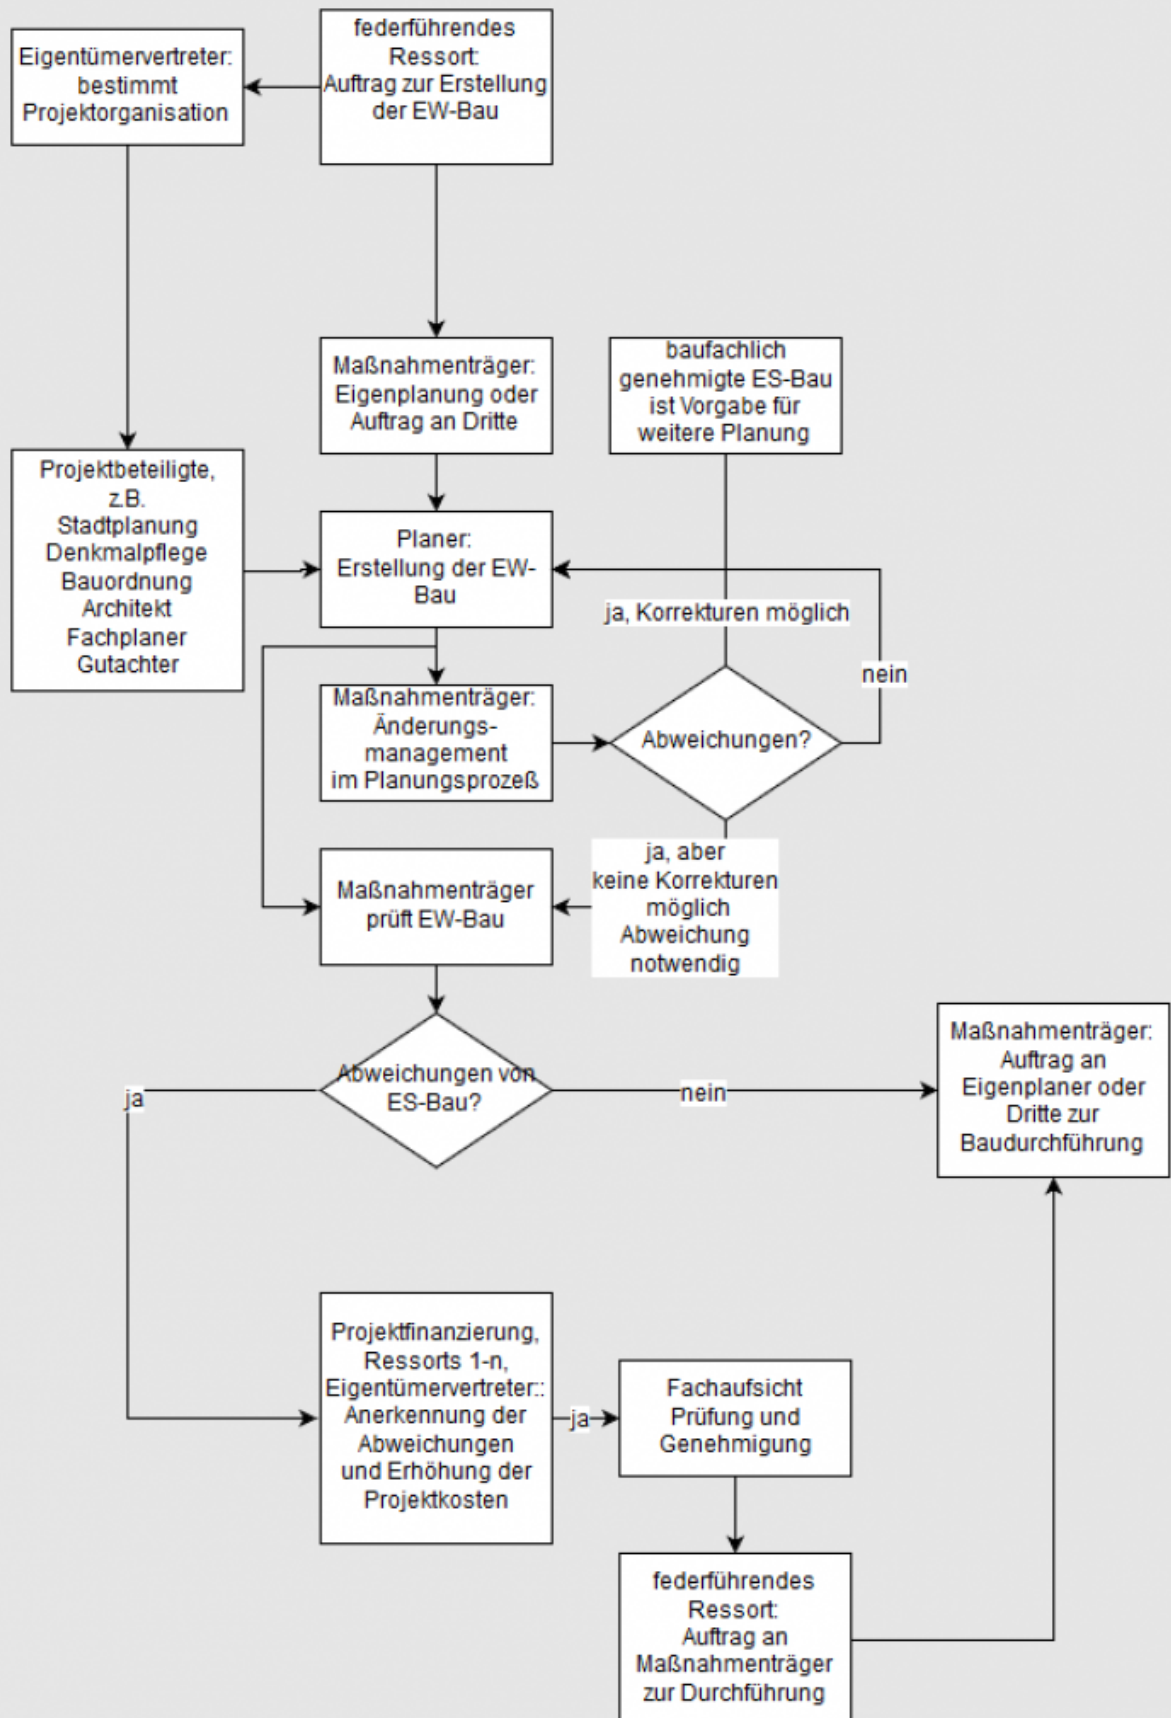 Eigentümervertreter:
bestimmt
Projektorganisation
federführendes
Ressort:
Auftrag zur Erstellung
der EW-Bau
Maßnahmenträger:
Eigenplanung oder
Auftrag an Dritte
baufachlich
genehmigte ES-Bau
ist Vorgabe für
weitere Planung
Projektbeteiligte,
z.B.
Stadtplanung
Denkmalpflege
Bauordnung
Architekt
Fachplaner
Gutachter
Planer:
Erstellung der EW-
Bau
ja, Korrekturen möglich
nein
Maßnahmenträger:
Änderungs-
management
im Planungsprozeß
Abweichungen?
ja, aber
keine Korrekturen
möglich
Abweichung
notwendig
Maßnahmenträger
prüft EW-Bau
Abweichungen von
ES-Bau?
ja
nein
Maßnahmenträger:
Auftrag an
Eigenplaner oder
Dritte zur
Baudurchführung
Projektfinanzierung,
Ressorts 1-n,
Eigentümervertreter::
Anerkennung der
Abweichungen
und Erhöhung der
Projektkosten
ja
Fachaufsicht
Prüfung und
Genehmigung
federführendes
Ressort:
Auftrag an
Maßnahmenträger
zur Durchführung